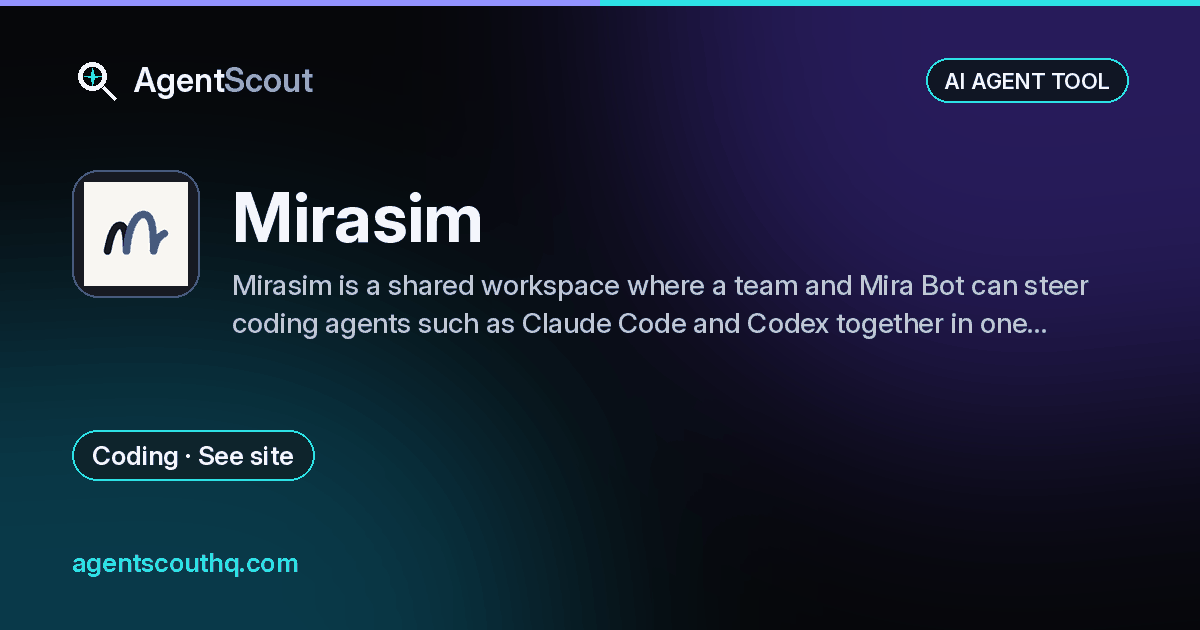 AgentScout
AI AGENT TOOL
Mirasim
Mirasim is a shared workspace where a team and Mira Bot can steer
coding agents such as Claude Code and Codex together in one...
Coding · See site
agentscouthq.com